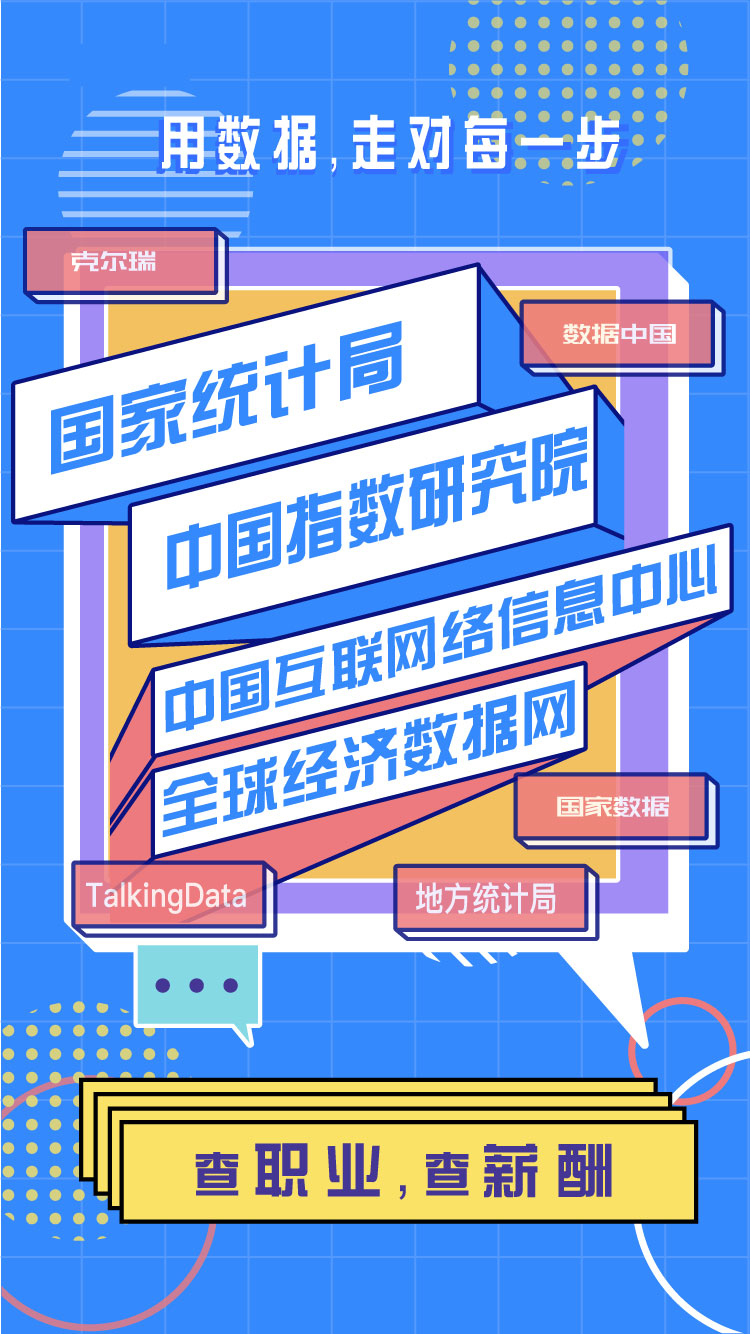 用数据,走对每一步
克尔瑞
数据中国
国家统计局
中国指数研究院
中国互联网络信息中心
全球经济数据网
国家数据
TalkingData
地方统计局
查职业,查薪酬